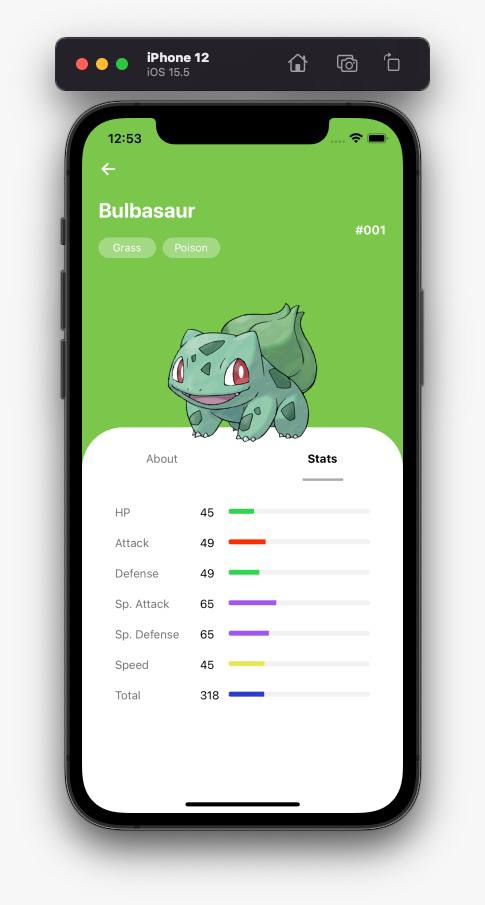 iPhone 12
iOS 15.5
12:53
Bulbasaur
#001
Grass Poison
About Stats
HP 45
Attack 49
Defense 49
Sp. Attack 65
Sp. Defense 65
Speed 45
Total 318